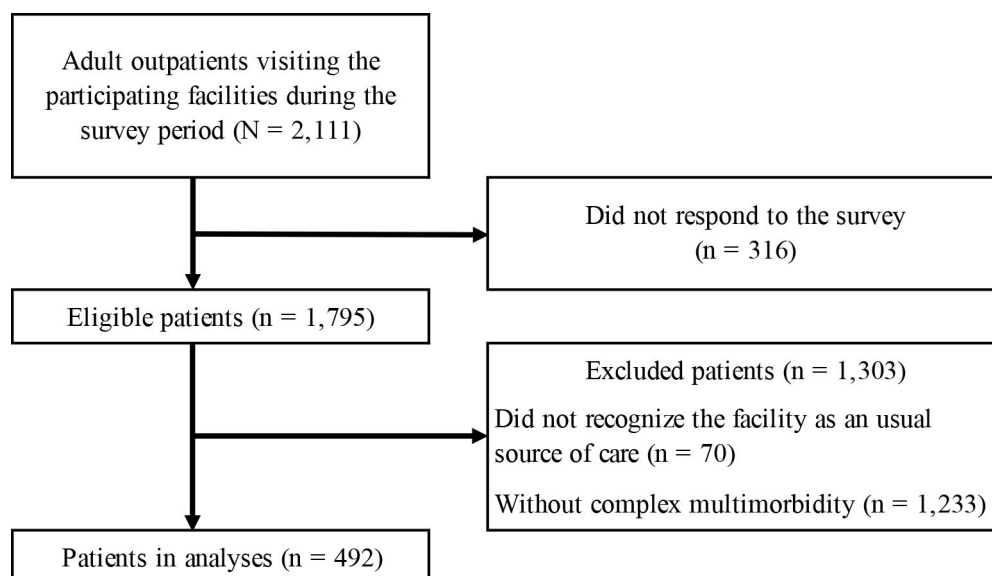 Adult outpatients visiting the
participating facilities during the
survey period (N = 2,111)
Did not respond to the survey
(n = 316)
Eligible patients (n = 1,795)
Excluded patients (n = 1,303)
Did not recognize the facility as an usual
source of care (n = 70)
Without complex multimorbidity (n = 1,233)
Patients in analyses (n = 492)